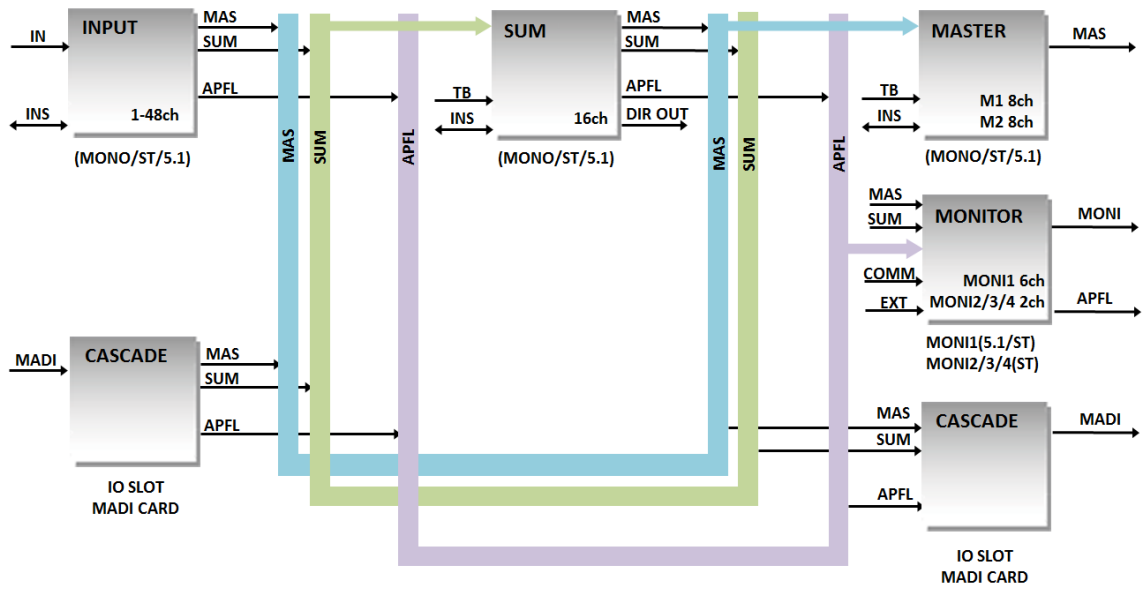 IN
INS
INPUT
1-48ch
(MONO/ST/5.1)
MAS
SUM
APFL
MAS
SUM
APFL
TB
INS
SUM
16ch
(MONO/ST/5.1)
MAS
SUM
APFL
DIR OUT
MAS
SUM
APFL
TB
INS
MASTER
M1 8ch
M2 8ch
(MONO/ST/5.1)
MAS
MAS
SUM
COMM
EXT
MONITOR
MONI1 6ch
MONI2/3/4 2ch
MONI1(5.1/ST)
MONI2/3/4(ST)
MONI
APFL
MADI
CASCADE
MAS
SUM
APFL
IO SLOT
MADI CARD
MAS
SUM
APFL
CASCADE
MADI
IO SLOT
MADI CARD